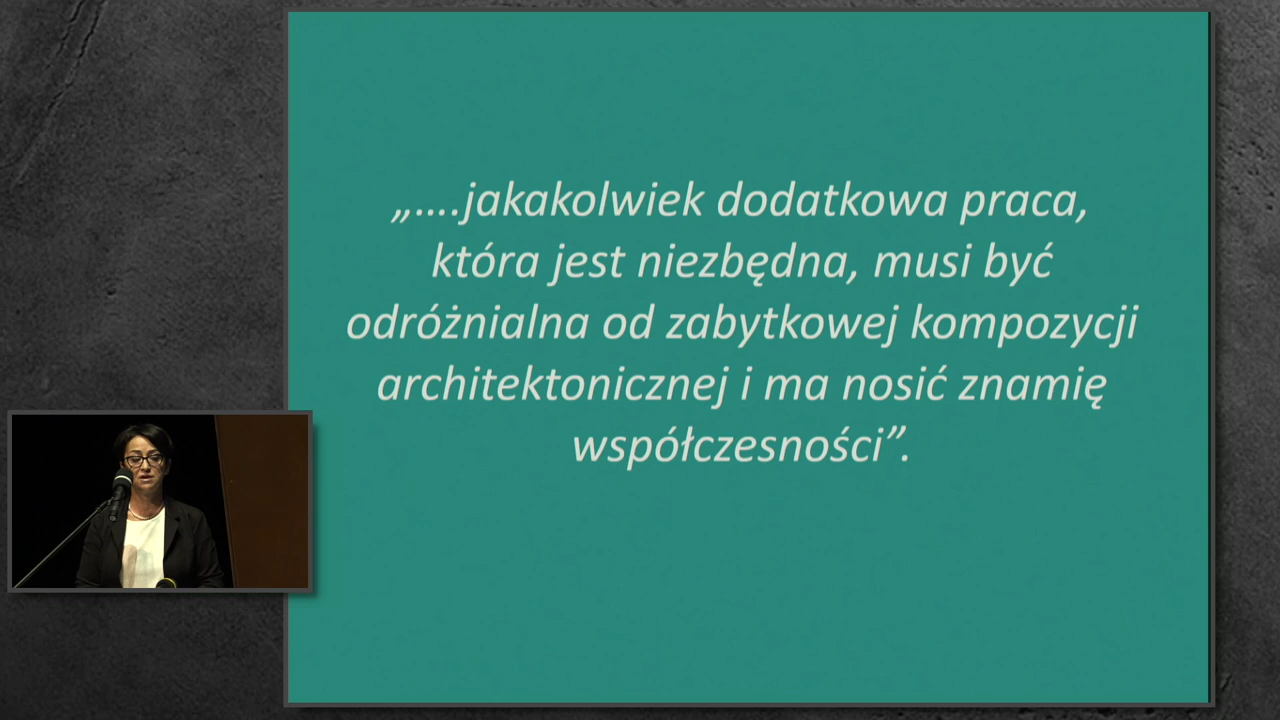 „….jakakolwiek dodatkowa praca,
która jest niezbędna, musi być
odróżnialna od zabytkowej kompozycji
architektonicznej i ma nosić znamię
współczesności”.